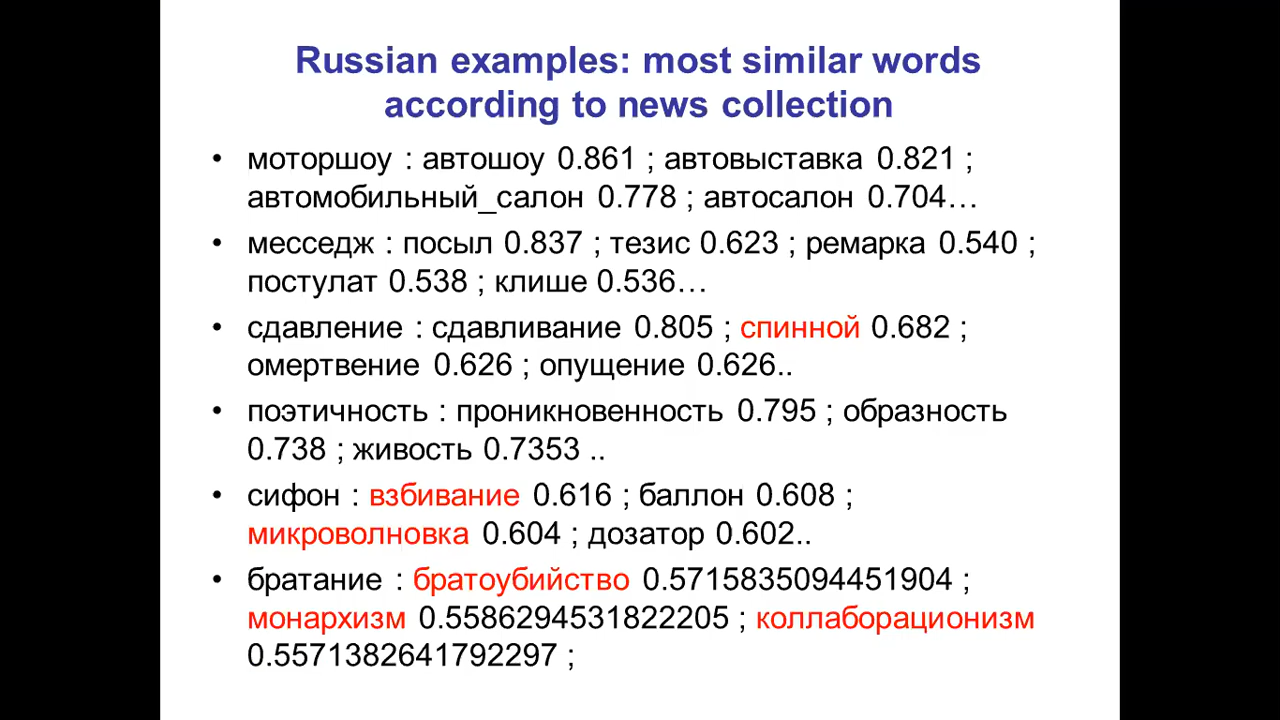 Russian examples: most similar words
according to news collection
• моторшоу : автошоу 0.861 ; автовыставка 0.821 ;
автомобильный_салон 0.778 ; автосалон 0.704…
• месседж : посыл 0.837 ; тезис 0.623 ; ремарка 0.540 ;
постулат 0.538 ; клише 0.536…
• сдавление : сдавливание 0.805 ; спинной 0.682 ;
омертвение 0.626 ; опущение 0.626..
• поэтичность : проникновенность 0.795 ; образность
0.738 ; живость 0.7353 ..
• сифон : взбивание 0.616 ; баллон 0.608 ;
микроволновка 0.604 ; дозатор 0.602..
• братание : братоубийство 0.5715835094451904 ;
монархизм 0.5586294531822205 ; коллаборационизм
0.5571382641792297 ;